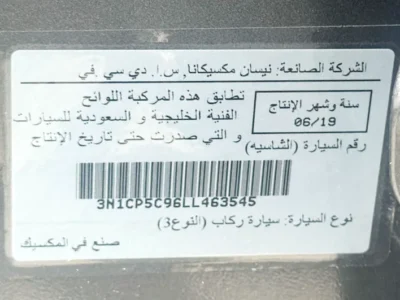 الشركة الصانعة: نيسان مكسيكانا, س.ا. دي سي. في
سنة وشهر الإنتاج
06/19
تطابق هذه المركبة اللوائح
الفنية الخليجية و السعودية للسيارات
و التي صدرت حتى تاريخ الإنتاج
رقم السيارة (الشاسيه):
3N1CP5C96LL463545
نوع السيارة: سيارة ركاب (النوع3)
صنع في المكسيك